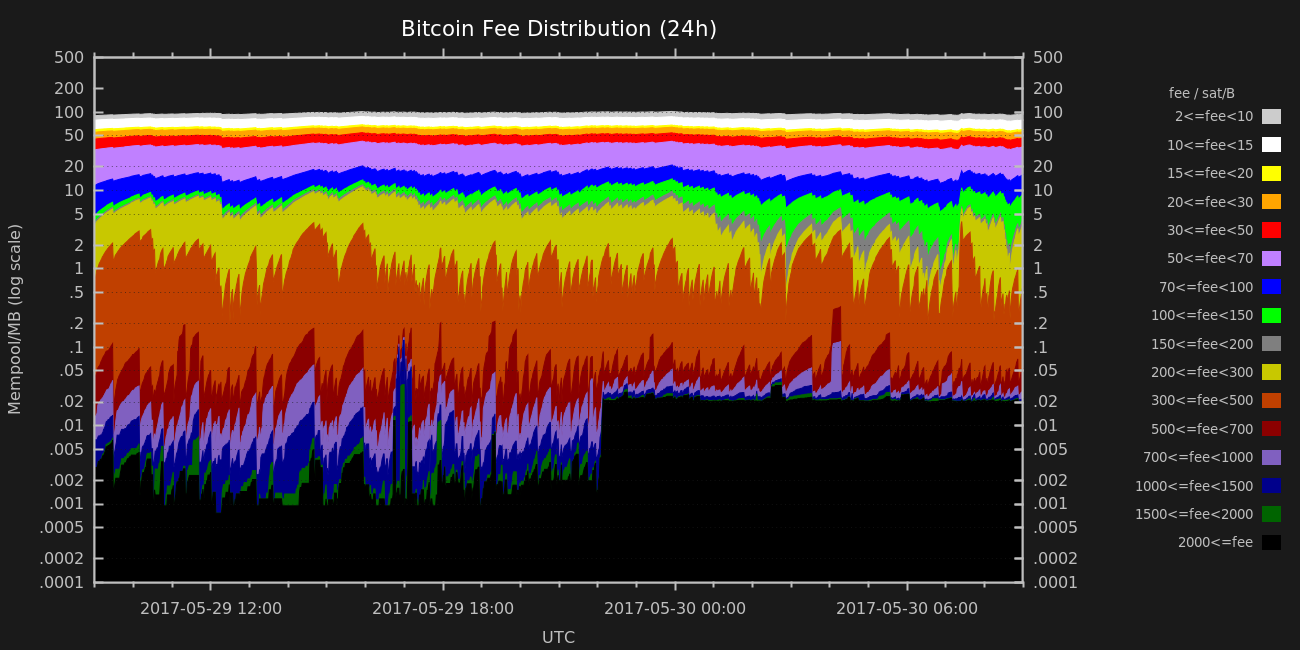 Bitcoin Fee Distribution (24h)
500 500
200 200
100 100
50 50
20 20
10 10
5 5
2 2
1 1
.5 .5
.2 .2
.1 .1
.05 .05
.02 .02
.01 .01
.005 .005
.002 .002
.001 .001
.0005 .0005
.0002 .0002
.0001 .0001
Mempool/MB (log scale)
2017-05-29 12:00 2017-05-29 18:00 2017-05-30 00:00 2017-05-30 06:00
UTC
fee / sat/B
2<=fee<10
10<=fee<15
15<=fee<20
20<=fee<30
30<=fee<50
50<=fee<70
70<=fee<100
100<=fee<150
150<=fee<200
200<=fee<300
300<=fee<500
500<=fee<700
700<=fee<1000
1000<=fee<1500
1500<=fee<2000
2000<=fee